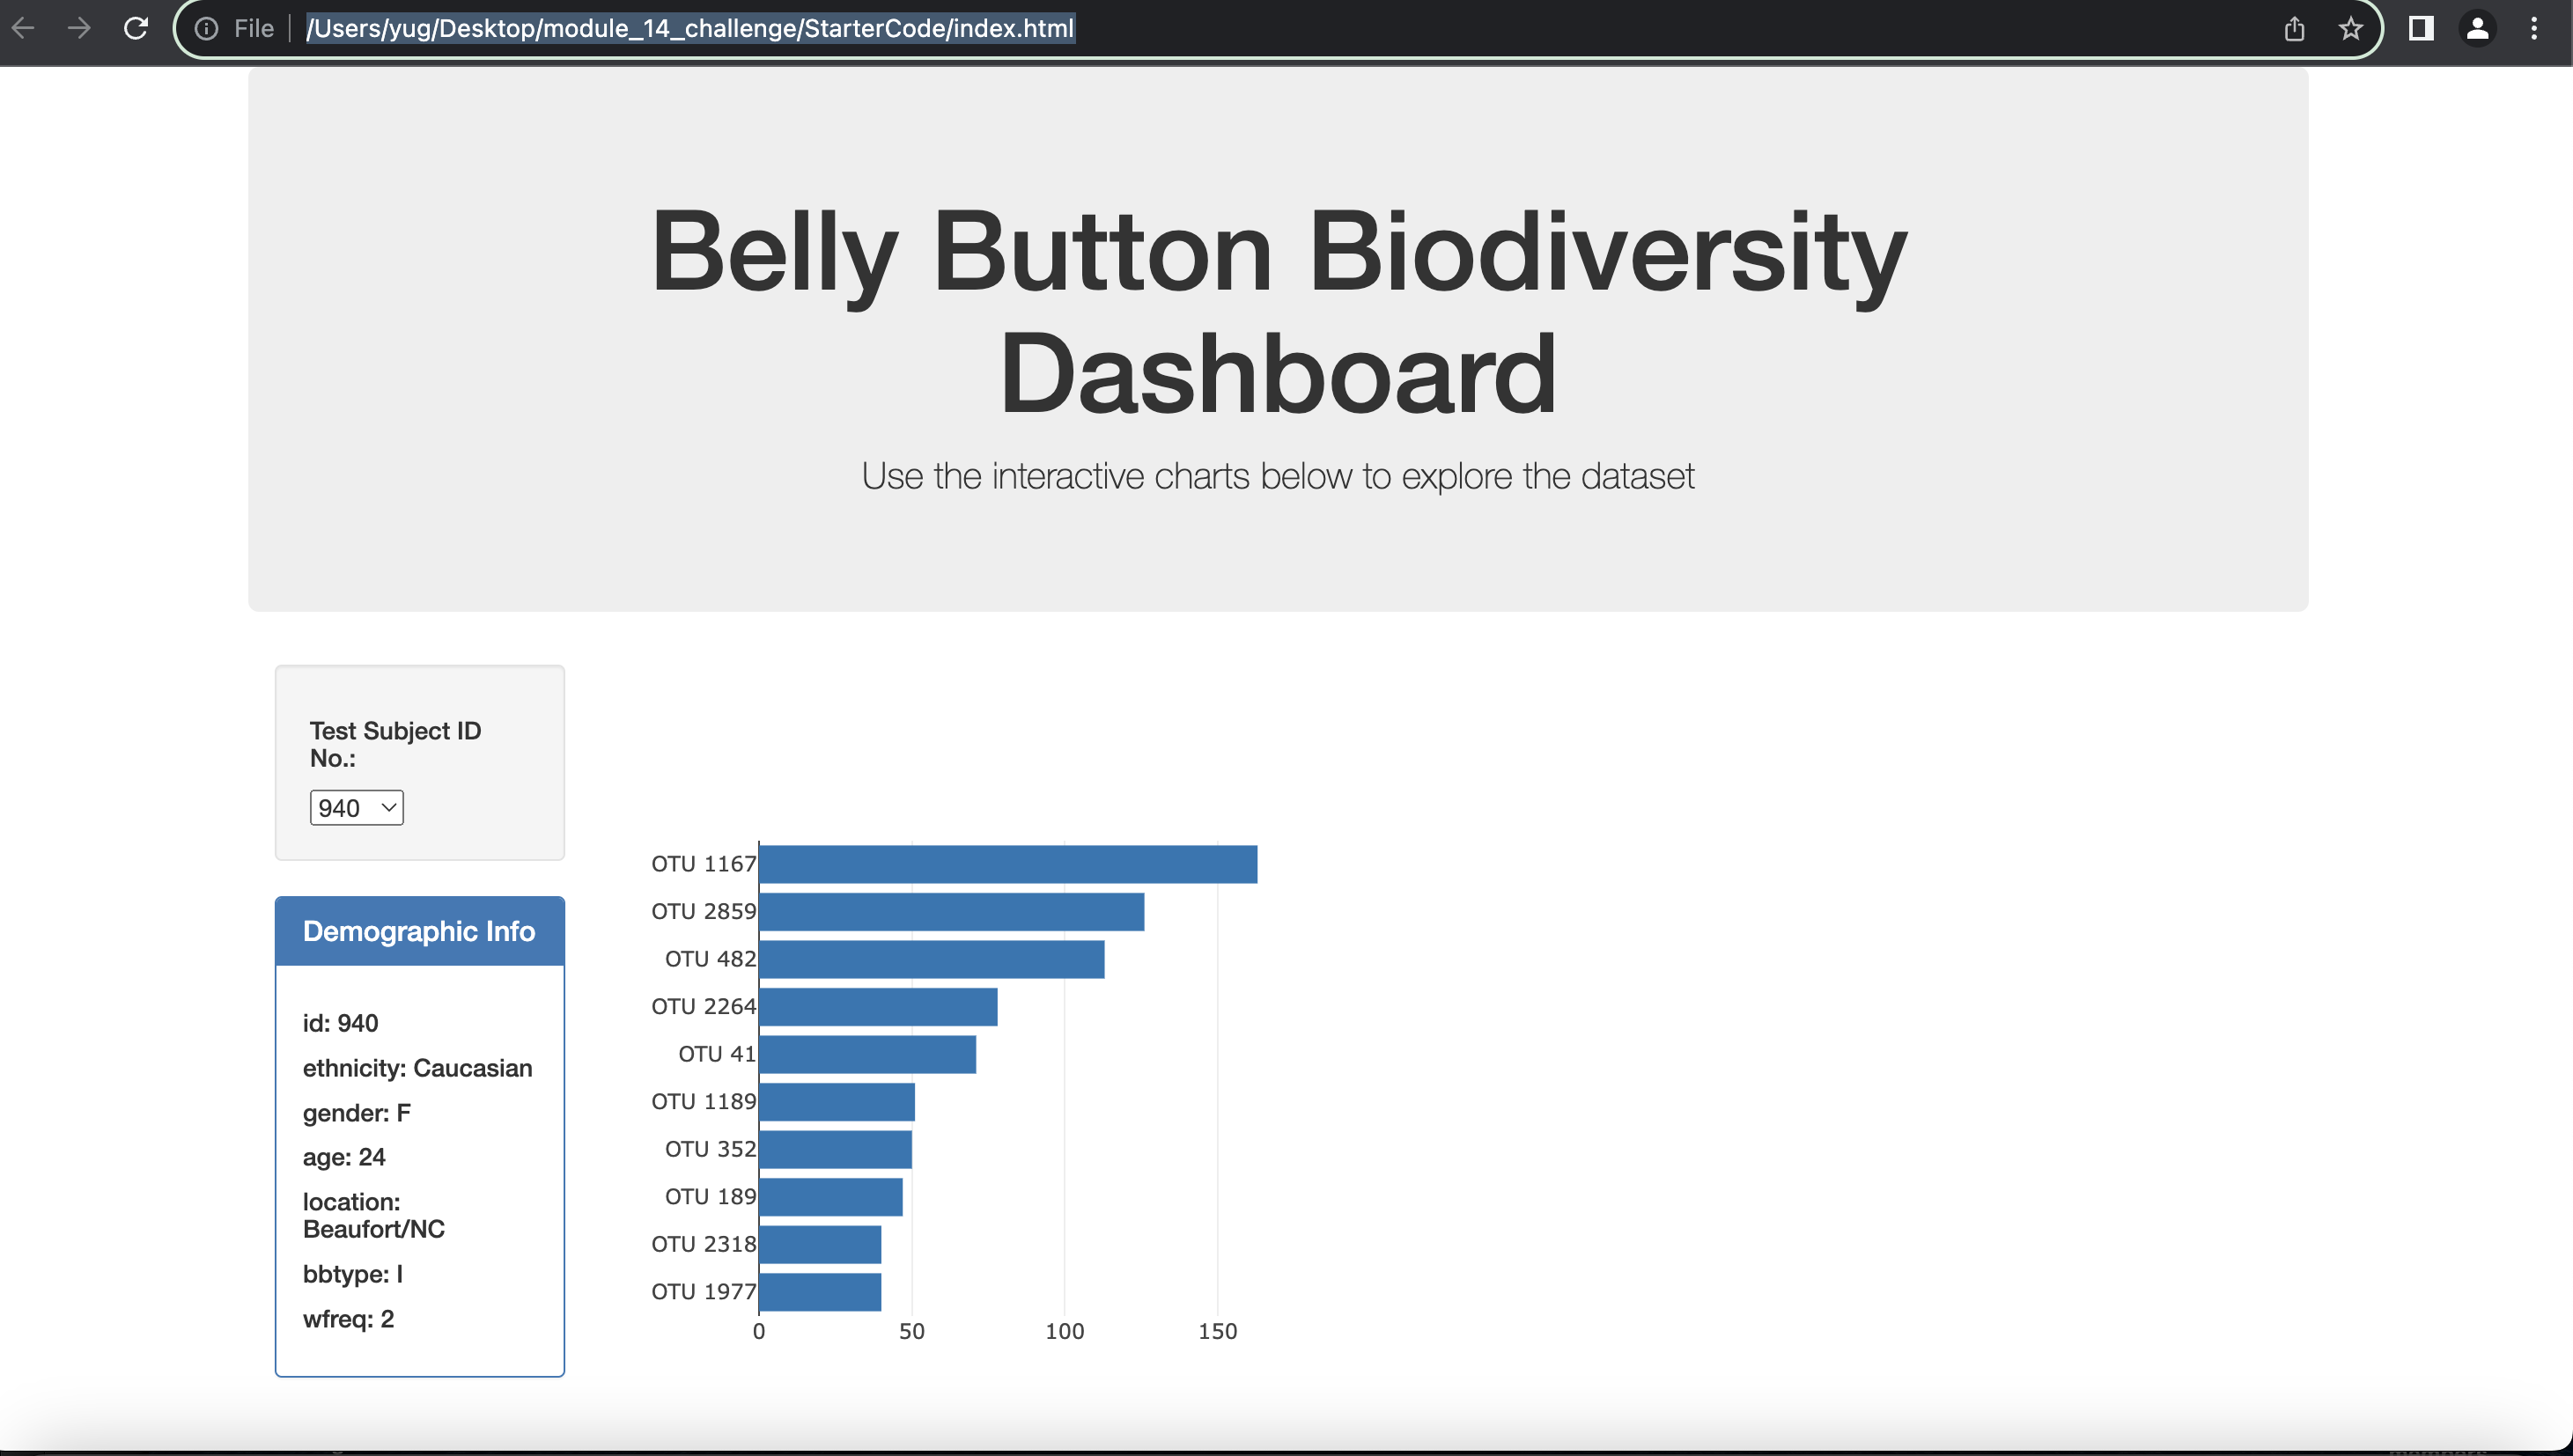 File /Users/yug/Desktop/module_14_challenge/StarterCode/index.html
Belly Button Biodiversity
Dashboard
Use the interactive charts below to explore the dataset
Test Subject ID
No.:
940
Demographic Info
id: 940
ethnicity: Caucasian
gender: F
age: 24
location:
Beaufort/NC
bbtype: I
wfreq: 2
OTU 1167
OTU 2859
OTU 482
OTU 2264
OTU 41
OTU 1189
OTU 352
OTU 189
OTU 2318
OTU 1977
0 50 100 150